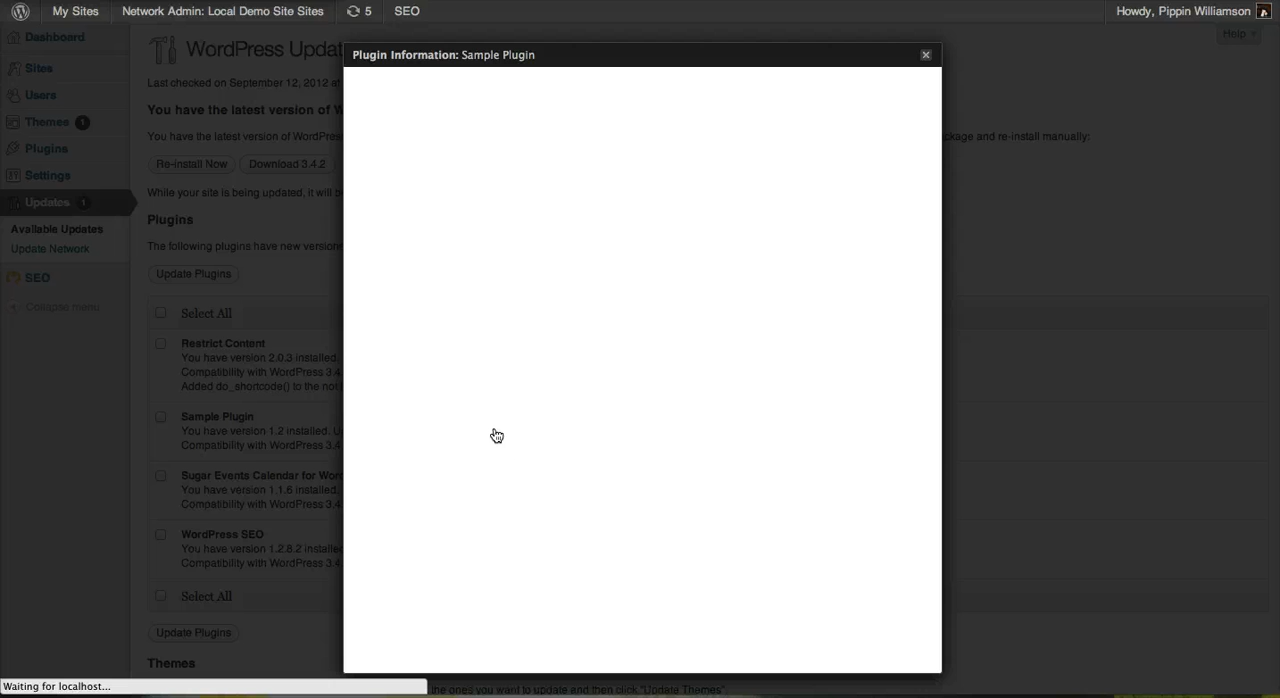 My Sites
Network Admin: Local Demo Site Sites
5
SEO
Howdy, Pippin Williamson
Dashboard
Sites
Users
Themes 1
Plugins
Settings
Updates 1
Available Updates
Update Network
SEO
Collapse menu
Help
WordPress Updat
Last checked on September 12, 2012 at
You have the latest version of W
You have the latest version of WordPress
ckage and re-install manually:
Re-install Now
Download 3.4.2
While your site is being updated, it will be
Plugins
The following plugins have new version
Update Plugins
Select All
Restrict Content
You have version 2.0.3 installed.
Compatibility with WordPress 3.4
Added do_shortcode() to the not
Sample Plugin
You have version 1.2 installed. U
Compatibility with WordPress 3.4
Sugar Events Calendar for Wor
You have version 1.1.6 installed.
Compatibility with WordPress 3.4
WordPress SEO
You have version 1.2.8.2 installe
Compatibility with WordPress 3.4
Select All
Update Plugins
Themes
the ones you want to update and then click "Update Themes".
Plugin Information: Sample Plugin
Waiting for localhost...